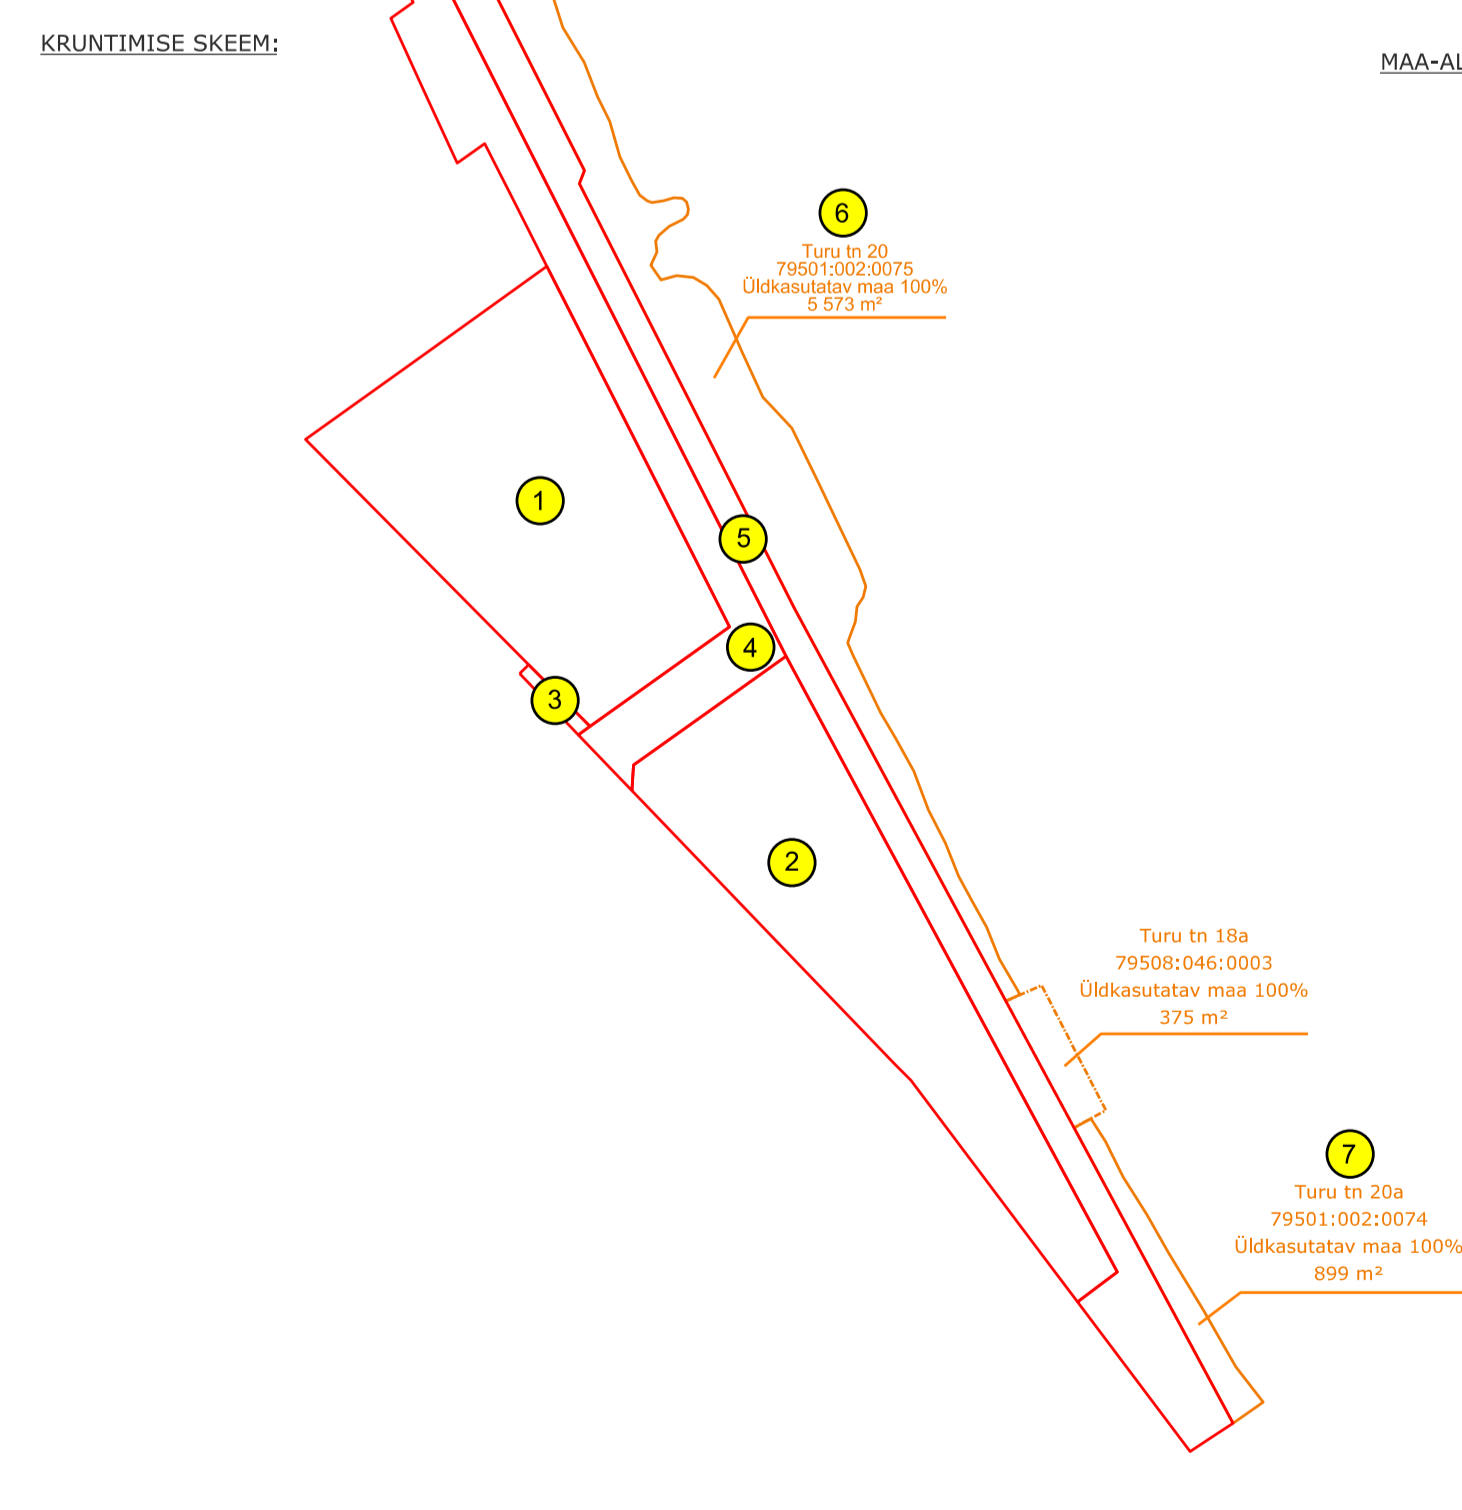 KRUNTIMISE SKEEM:
MAA-AL
6
Turu tn 20
79501:002:0075
Üldkasutatav maa 100%
5 573 m²
1
5
4
3
2
Turu tn 18a
79508:046:0003
Üldkasutatav maa 100%
375 m²
7
Turu tn 20a
79501:002:0074
Üldkasutatav maa 100%
899 m²